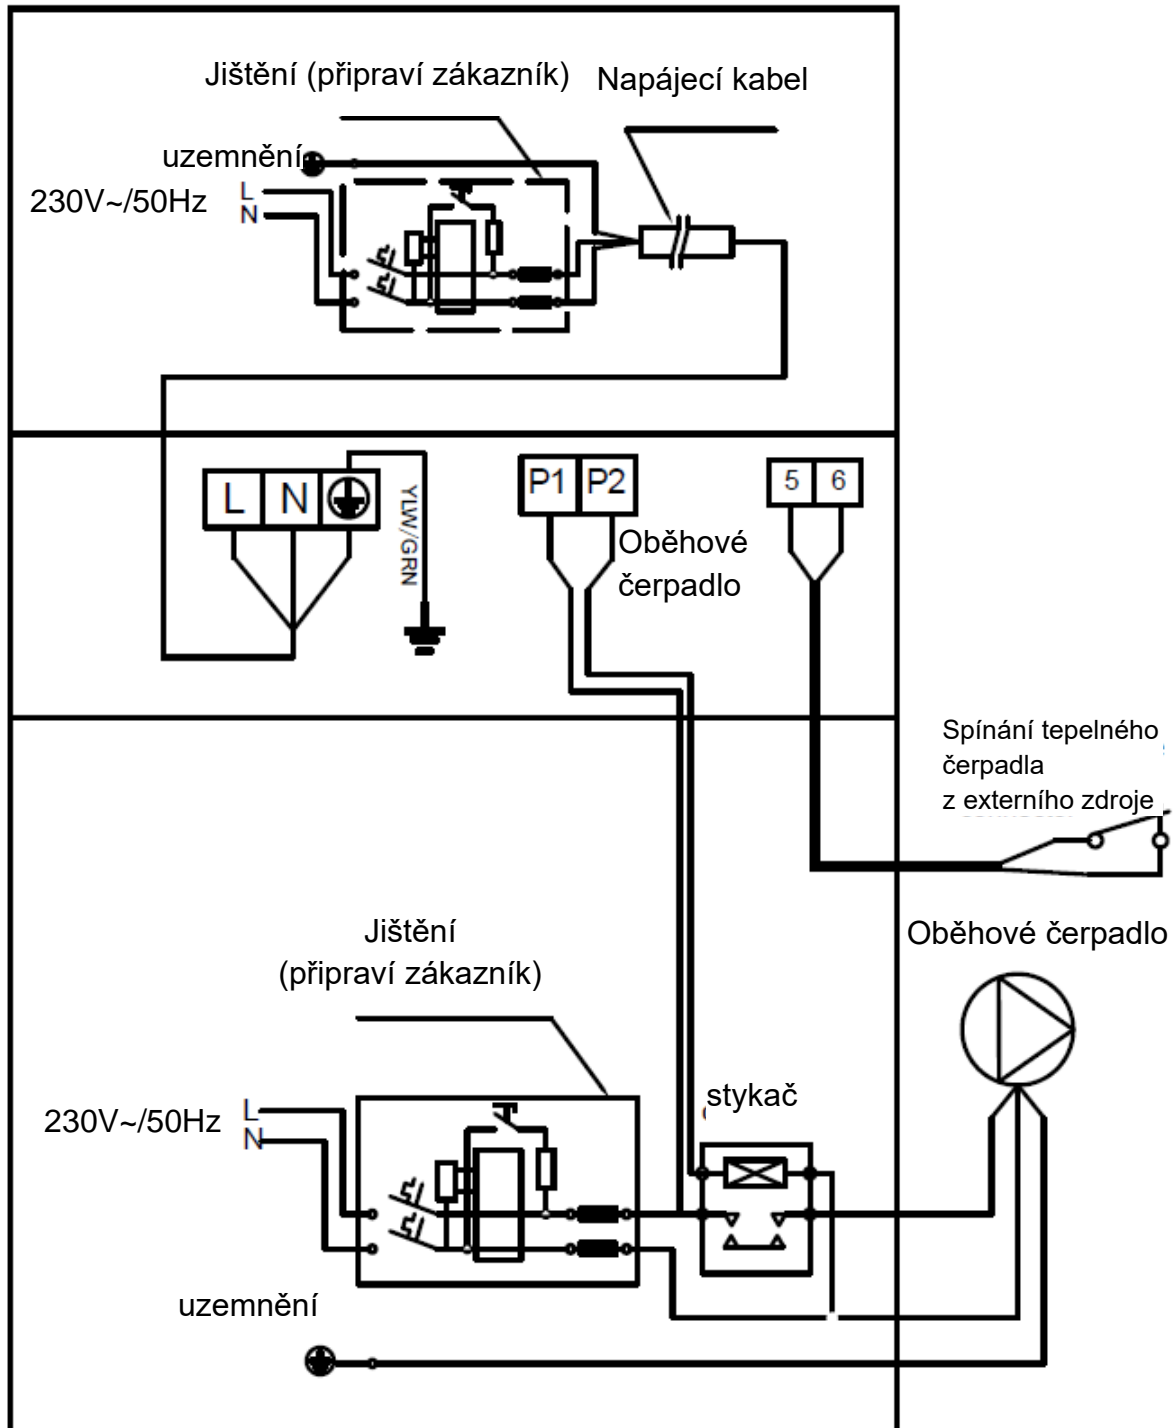 Jištění (připraví zákazník)
Napájecí kabel
uzemnění
230V~/50Hz
L
N
L
N
YLW/GRN
P1
P2
5
6
Oběhové
čerpadlo
Spínání tepelného
čerpadla
z externího zdroje
Jištění
(připraví zákazník)
Oběhové čerpadlo
stykač
230V~/50Hz
L
N
uzemnění